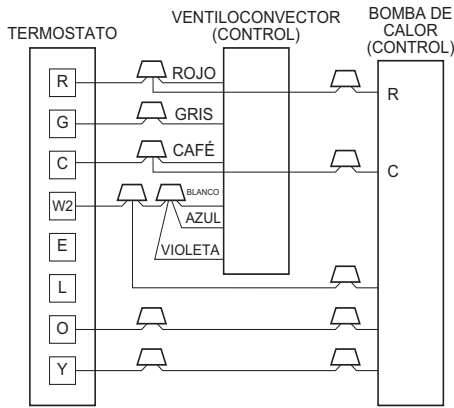 TERMOSTATO
VENTILOCONVECTOR
(CONTROL)
BOMBA DE
CALOR
(CONTROL)
R
ROJO
R
G
GRIS
C
CAFÉ
C
W2
BLANCO
AZUL
E
VIOLETA
L
O
Y